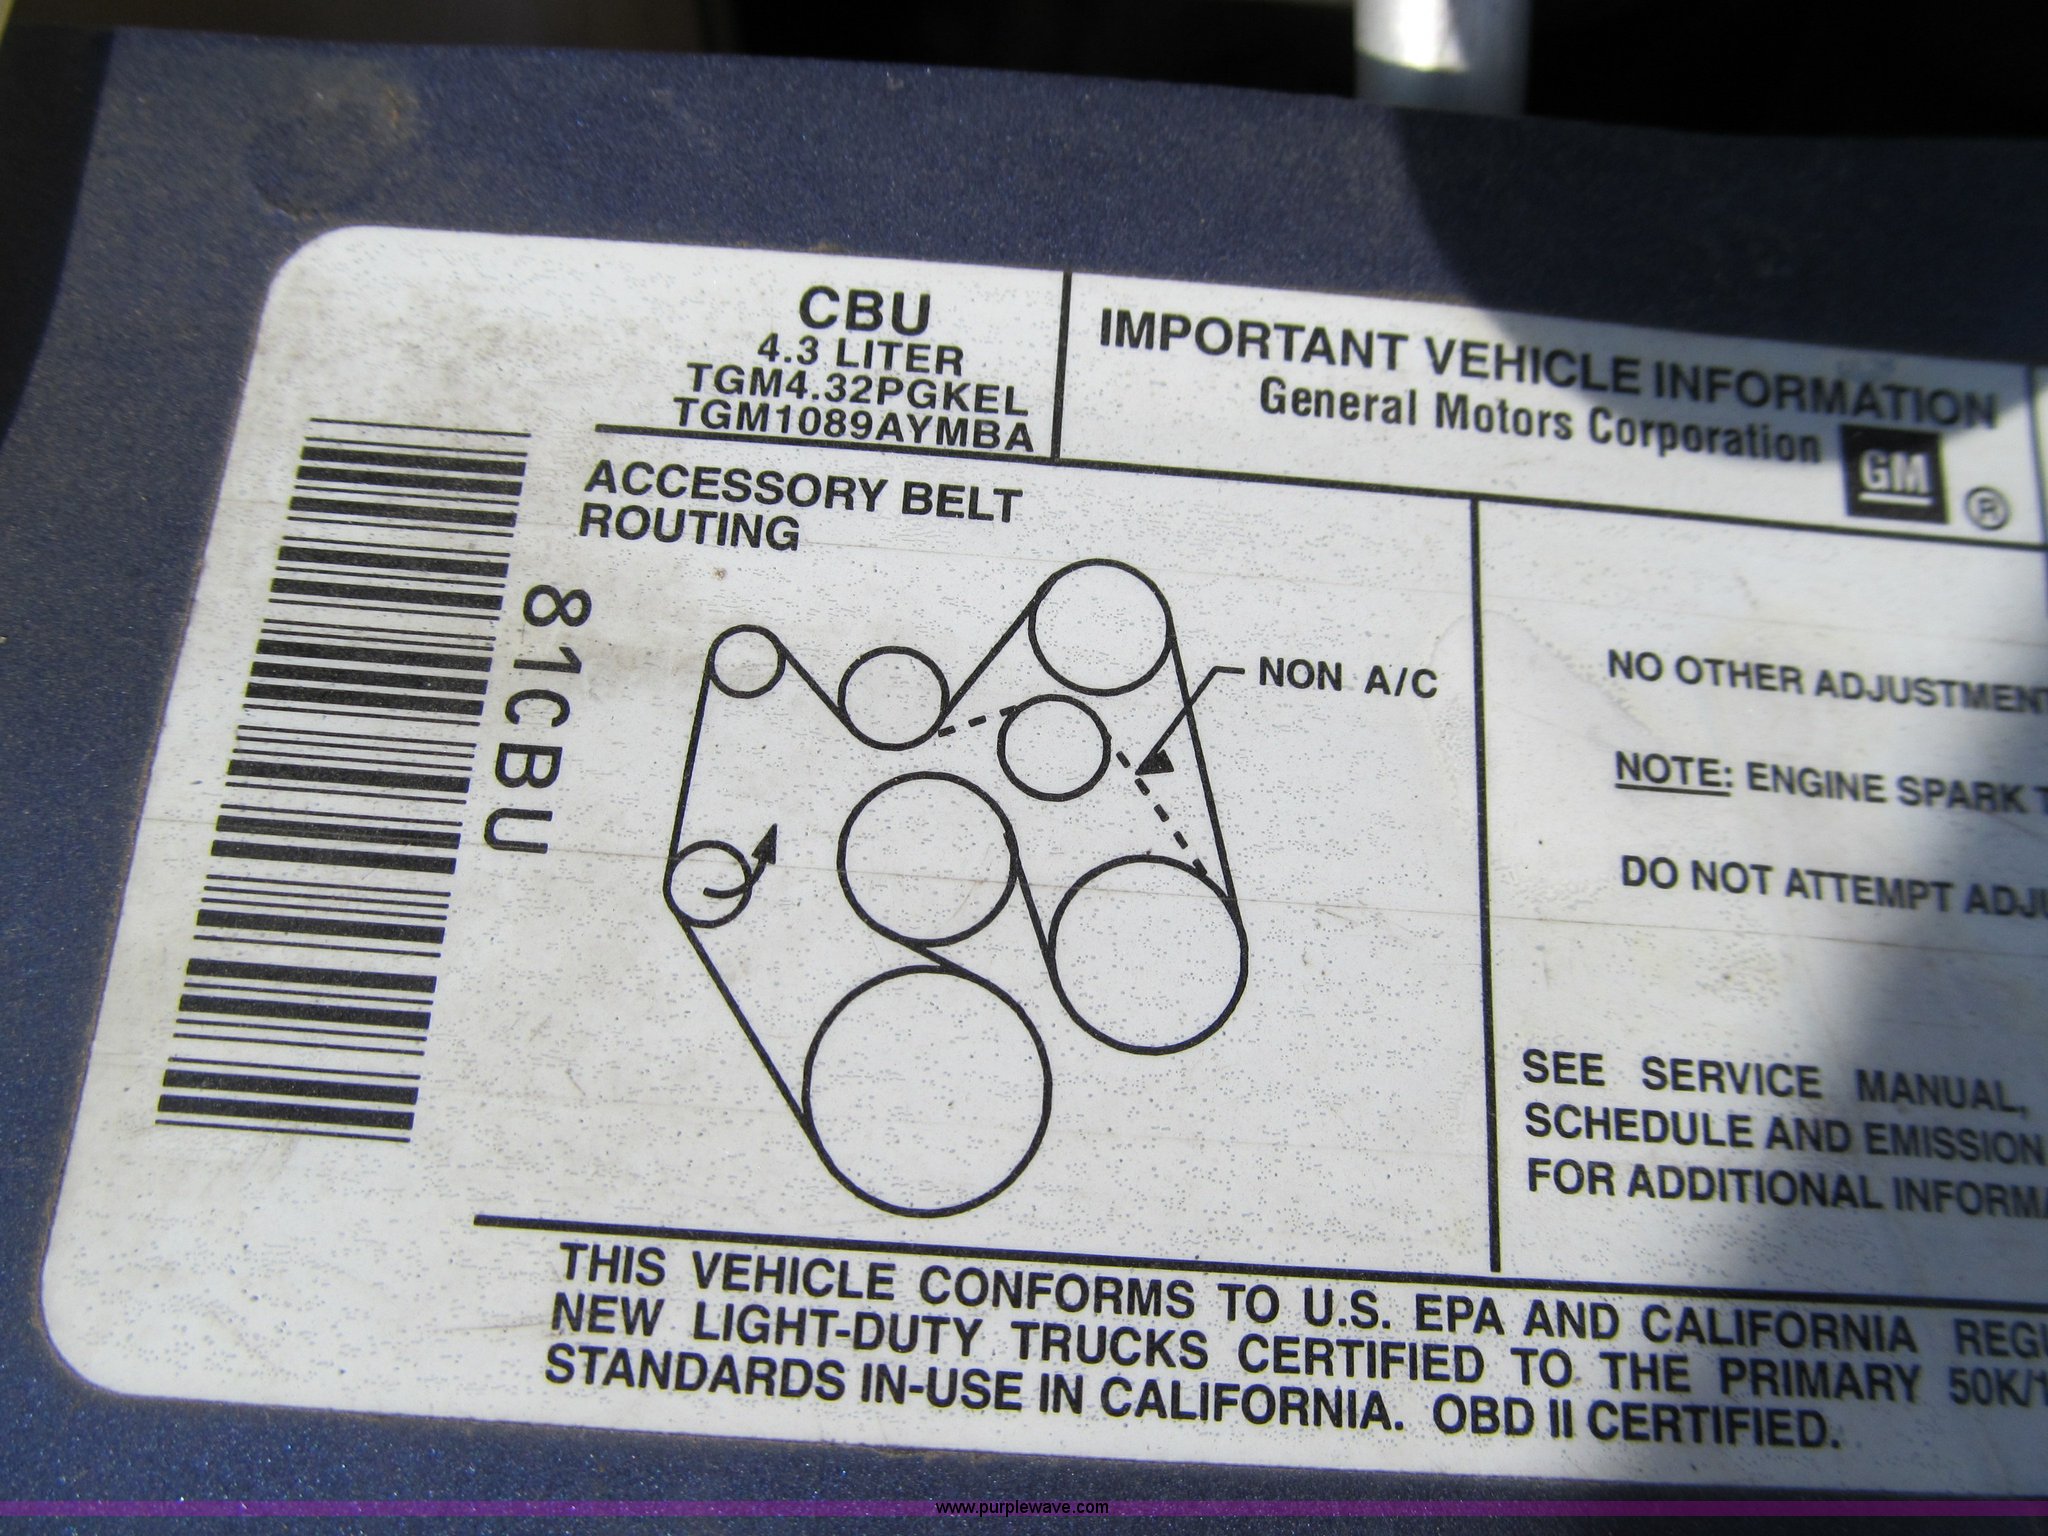 CBU
4.3 LITER
TGM4.32PGKEL
TGM1089AYMBA
IMPORTANT VEHICLE INFORMATION
General Motors Corporation
GM
®
ACCESSORY BELT
ROUTING
81CBU
NON A/C
NO OTHER ADJUSTMENT
NOTE: ENGINE SPARK
DO NOT ATTEMPT
SEE SERVICE MANUAL,
SCHEDULE AND EMISSION
FOR ADDITIONAL
THIS VEHICLE CONFORMS TO U.S. EPA AND CALIFORNIA
NEW LIGHT-DUTY TRUCKS CERTIFIED TO THE PRIMARY 50K/1
STANDARDS IN-USE IN CALIFORNIA. OBD II CERTIFIED.
www.purplewave.com